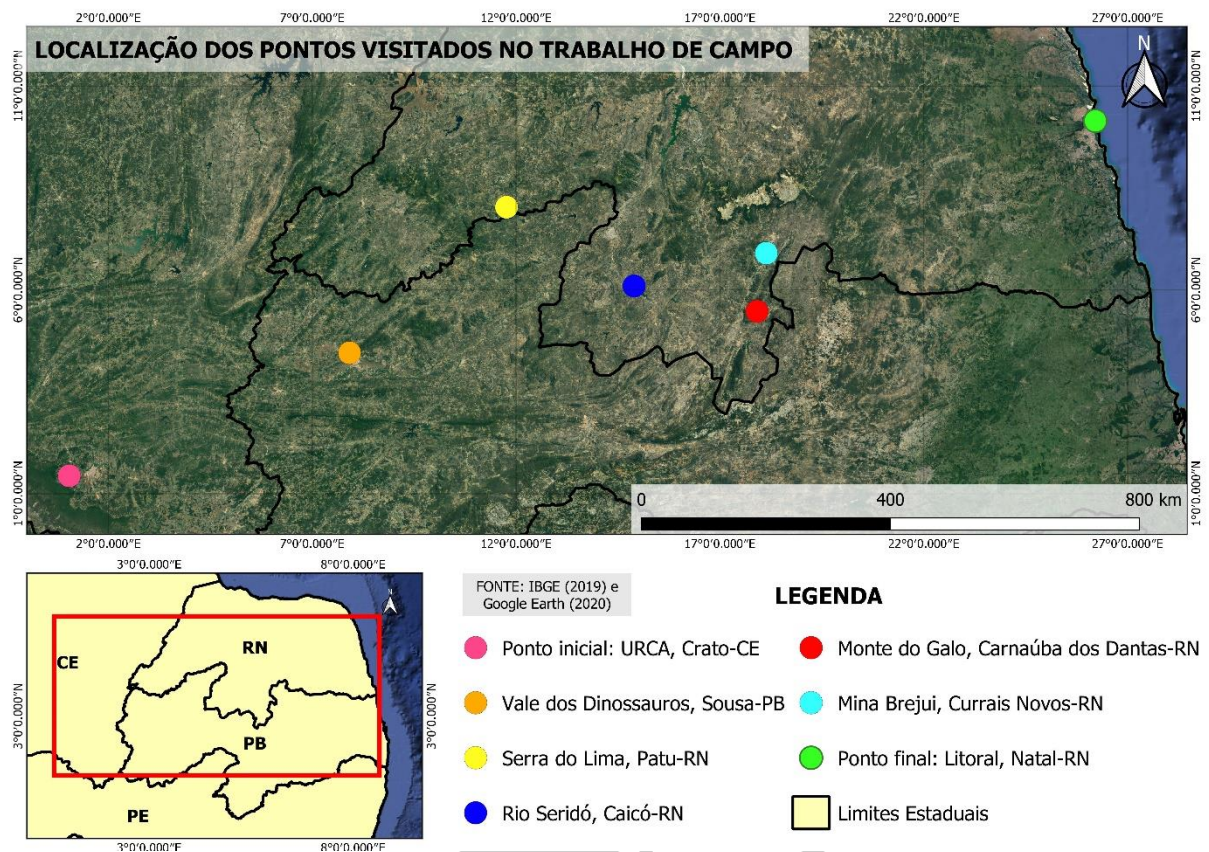 LOCALIZAÇÃO DOS PONTOS VISITADOS NO TRABALHO DE CAMPO
2°0'0.000"E 7°0'0.000"E 12°0'0.000"E 17°0'0.000"E 22°0'0.000"E 27°0'0.000"E
N
11°0'0.000"N 11°0'0.000"N
6°0'0.000"N 6°0'0.000"N
1°0'0.000"N 1°0'0.000"N
0 400 800 km
2°0'0.000"E 7°0'0.000"E 12°0'0.000"E 17°0'0.000"E 22°0'0.000"E 27°0'0.000"E
3°0'0.000"E 8°0'0.000"E
N
CE
RN
PB
PE
3°0'0.000"N 3°0'0.000"N
3°0'0.000"E 8°0'0.000"E
FONTE: IBGE (2019) e
Google Earth (2020)
LEGENDA
Ponto inicial: URCA, Crato-CE
Vale dos Dinossauros, Sousa-PB
Serra do Lima, Patu-RN
Rio Seridó, Caicó-RN
Monte do Galo, Carnaúba dos Dantas-RN
Mina Brejui, Currais Novos-RN
Ponto final: Litoral, Natal-RN
Limites Estaduais